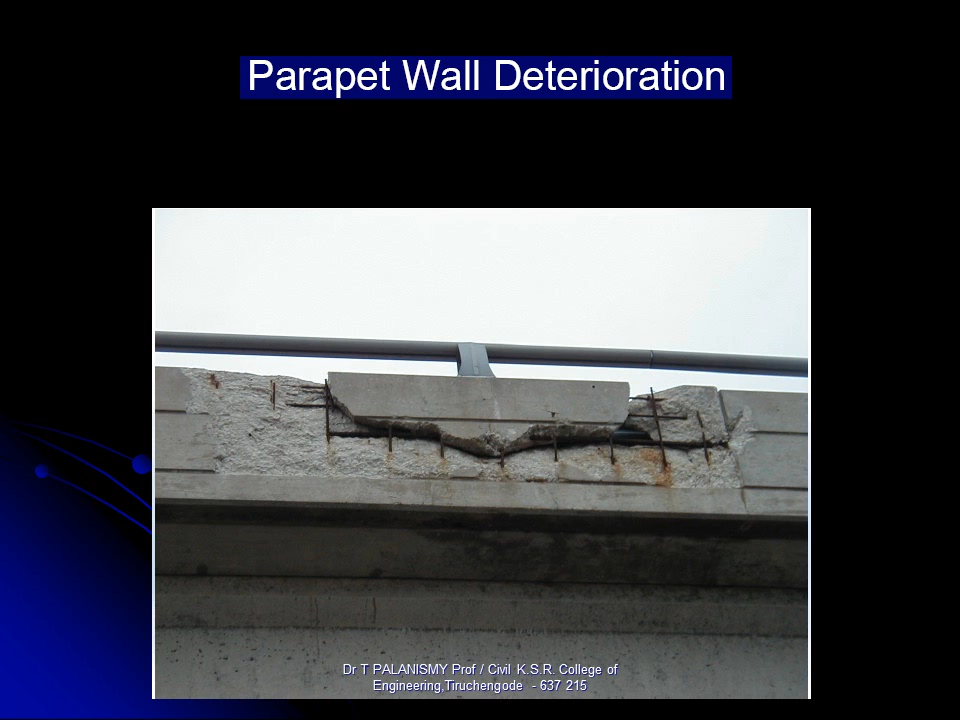 Parapet Wall Deterioration
Dr T PALANISMY Prof / Civil K.S.R. College of
Engineering,Tiruchengode - 637 215